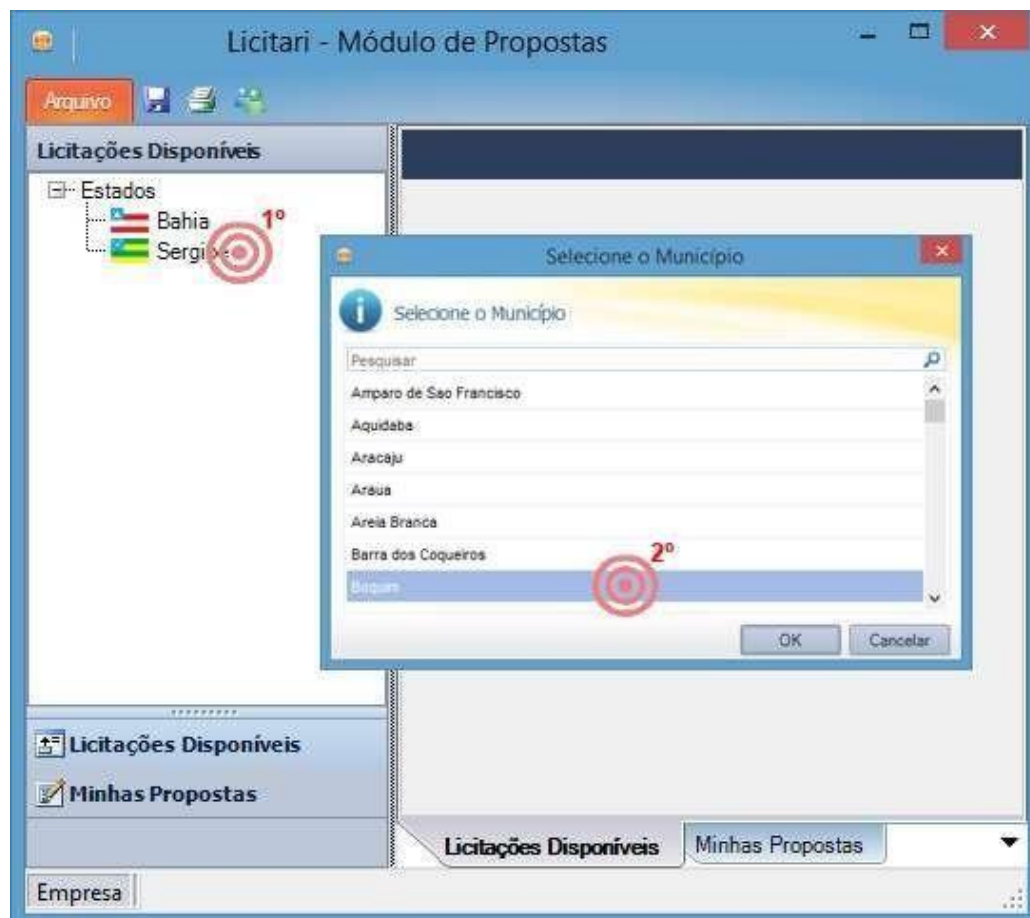 Licitari - Módulo de Propostas
Arquivo
Licitações Disponíveis
Estados
Bahia
1º
Sergipe
Selecione o Município
Selecione o Município
Pesquisar
Amparo de Sao Francisco
Aquidaba
Aracaju
Araua
Areia Branca
Barra dos Coqueiros
2º
Boquim
OK
Cancelar
Licitações Disponíveis
Minhas Propostas
Licitações Disponíveis
Minhas Propostas
Empresa